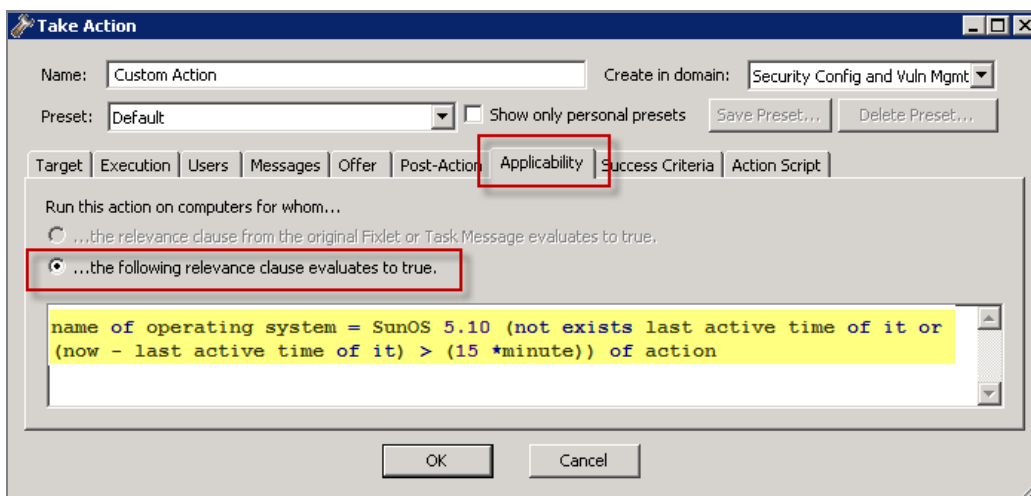 Take Action
Name: Custom Action Create in domain: Security Config and Vuln Mgmt
Preset: Default Show only personal presets Save Preset... Delete Preset...
Target Execution Users Messages Offer Post-Action Applicability Success Criteria Action Script
Run this action on computers for whom...
...the relevance clause from the original Fixlet or Task Message evaluates to true.
...the following relevance clause evaluates to true.
name of operating system = SunOS 5.10 (not exists last active time of it or
(now - last active time of it) > (15 *minute)) of action
OK Cancel